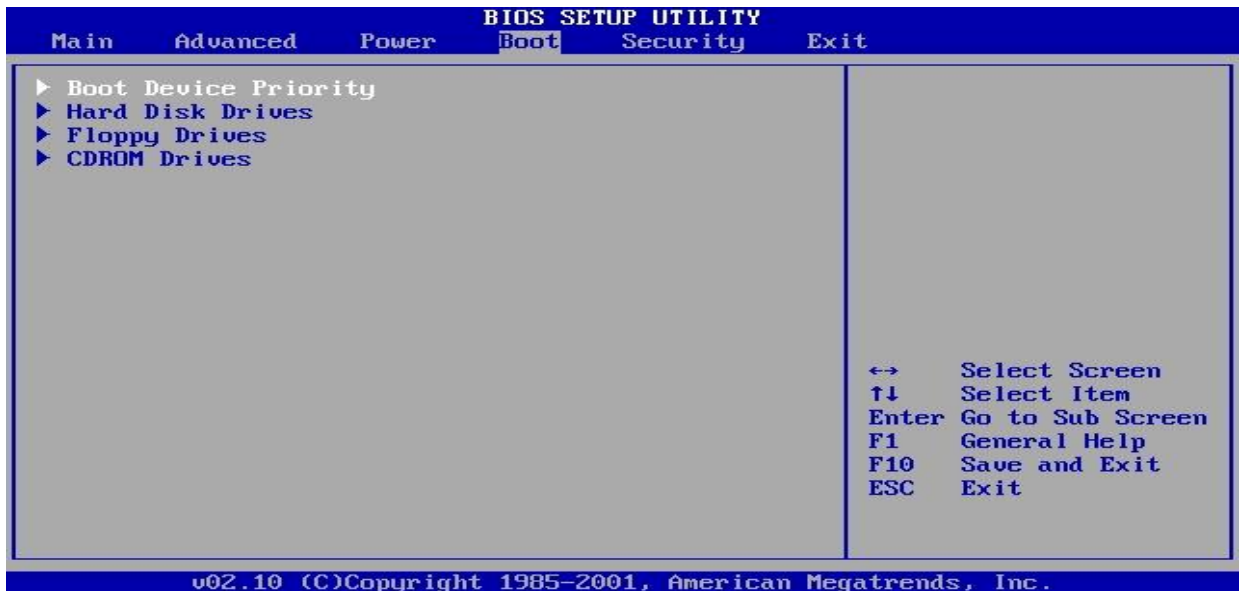 BIOS SETUP UTILITY
Main Advanced Power Boot Security Exit
Boot Device Priority
Hard Disk Drives
Floppy Drives
CDROM Drives
←→ Select Screen
↑↓ Select Item
Enter Go to Sub Screen
F1 General Help
F10 Save and Exit
ESC Exit
v02.10 (C)Copyright 1985-2001, American Megatrends, Inc.